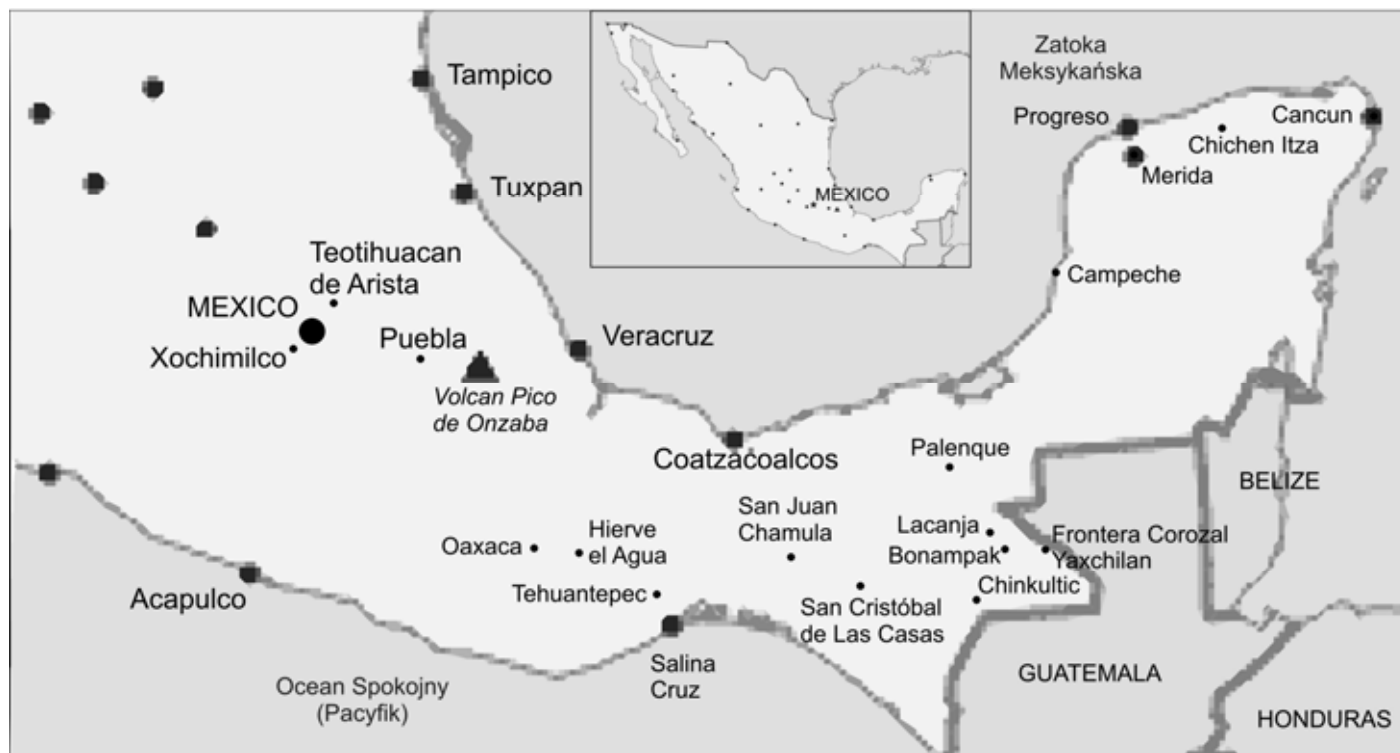 Tampico
Tuxpan
Teotihuacan
de Arista
MEXICO
Xochimilco
Puebla
Volcan Pico
de Onzaba
Veracruz
MEXICO
Zatoka
Meksykańska
Progreso
Cancun
Chichen Itza
Merida
Campeche
Coatzacoalcos
Palenque
BELIZE
San Juan
Chamula
Lacanja
Bonampak
Frontera Corozal
Yaxchilan
Chinkultic
Oaxaca
Hierve
el Agua
Tehuantepec
San Cristóbal
de Las Casas
Acapulco
Salina
Cruz
Ocean Spokojny
(Pacyfik)
GUATEMALA
HONDURAS